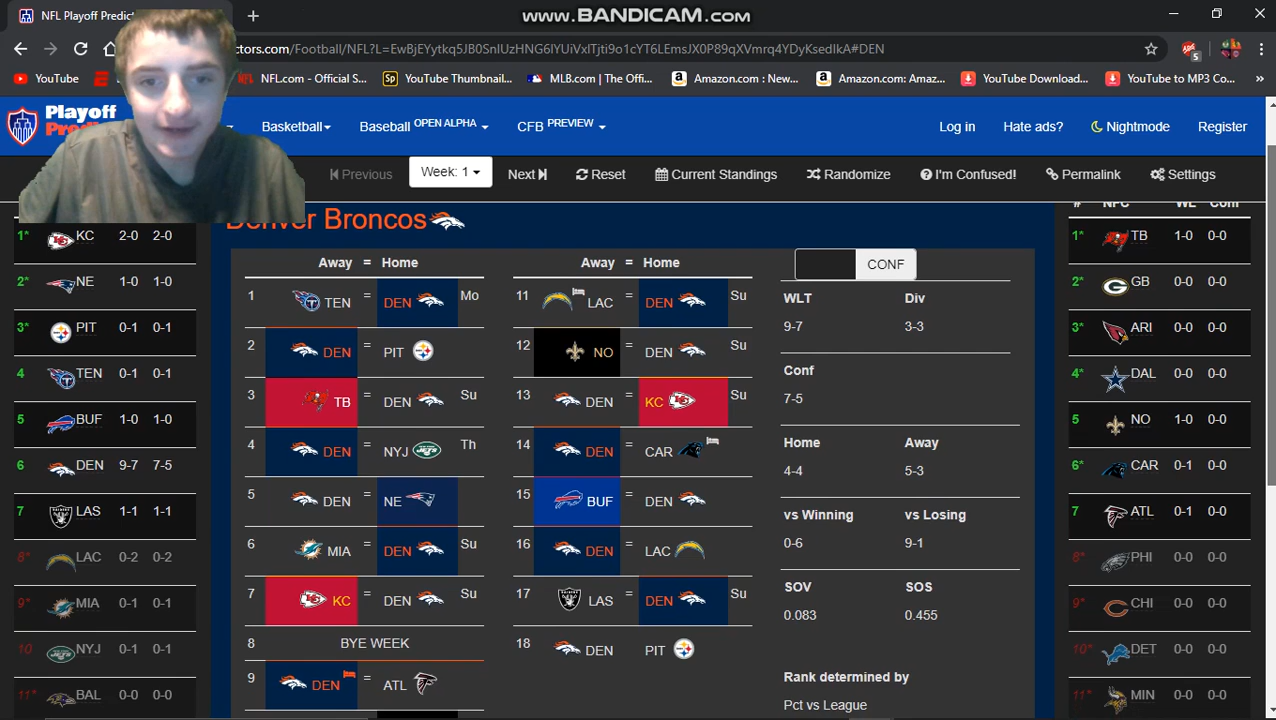 www.BANDICAM.com
NFL Playoff Predic
ctors.com/Football/NFL?L=EwBjEYytkq5JB0SnIUzHNG6lYUiVxlTjti9o1cYT6LEmsJX0P89qXVmrq4YDyKsedIkA#DEN
5
YouTube
NFL.com - Official S...
YouTube Thumbnail...
MLB.com | The Offi...
Amazon.com : New...
Amazon.com: Amaz...
YouTube Download...
YouTube to MP3 Co...
Playoff
Basketball
Baseball OPEN ALPHA
CFB PREVIEW
Log in
Hate ads?
Nightmode
Register
Previous
Week: 1
Next
Reset
Current Standings
Randomize
I'm Confused!
Permalink
Settings
1* KC 2-0 2-0
2* NE 1-0 1-0
3* PIT 0-1 0-1
4 TEN 0-1 0-1
5 BUF 1-0 1-0
6 DEN 9-7 7-5
7 LAS 1-1 1-1
8* LAC 0-2 0-2
9* MIA 0-1 0-1
10 NYJ 0-1 0-1
11* BAL 0-0 0-0
Denver Broncos
Away = Home
1 TEN = DEN Mo
2 DEN = PIT
3 TB = DEN Su
4 DEN = NYJ Th
5 DEN = NE
6 MIA = DEN Su
7 KC = DEN Su
8 BYE WEEK
9 DEN = ATL
Away = Home
11 LAC = DEN Su
12 NO = DEN Su
13 DEN = KC Su
14 DEN = CAR
15 BUF = DEN
16 DEN = LAC
17 LAS = DEN Su
18 DEN PIT
CONF
WLT Div
9-7 3-3
Conf
7-5
Home Away
4-4 5-3
vs Winning vs Losing
0-6 9-1
SOV SOS
0.083 0.455
Rank determined by
Pct vs League
# NFC WL Conf
1* TB 1-0 0-0
2* GB 0-0 0-0
3* ARI 0-0 0-0
4* DAL 0-0 0-0
5 NO 1-0 0-0
6* CAR 0-1 0-0
7 ATL 0-1 0-0
8* PHI 0-0 0-0
9* CHI 0-0 0-0
10* DET 0-0 0-0
11* MIN 0-0 0-0